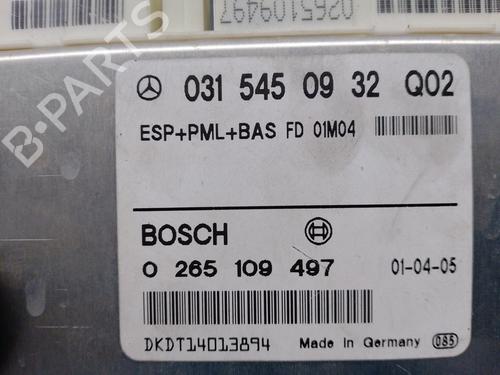 0265109497
B-PARTS
031 545 09 32 Q02
ESP+PML+BAS FD 01M04
BOSCH
0 265 109 497 01-04-05
DKDT14013894 Made in Germany 085